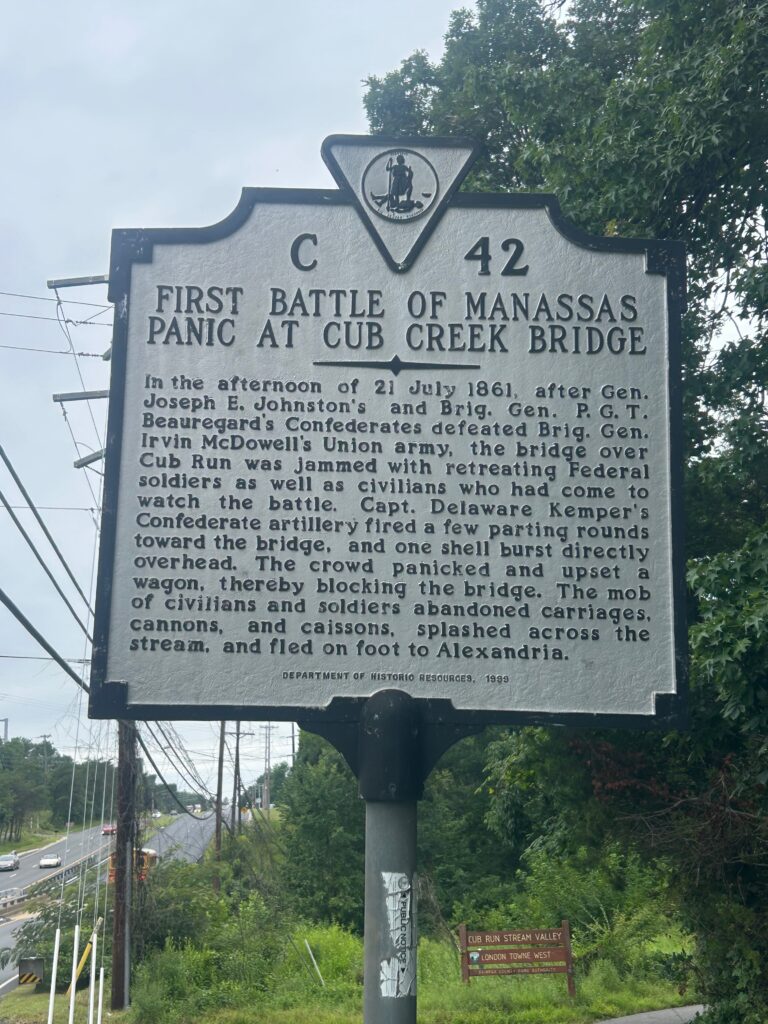 C 42
FIRST BATTLE OF MANASSAS
PANIC AT CUB CREEK BRIDGE
In the afternoon of 21 July 1861, after Gen.
Joseph E. Johnston's and Brig. Gen. P. G. T.
Beauregard's Confederates defeated Brig. Gen.
Irvin McDowell's Union army, the bridge over
Cub Run was jammed with retreating Federal
soldiers as well as civilians who had come to
watch the battle. Capt. Delaware Kemper's
Confederate artillery fired a few parting rounds
toward the bridge, and one shell burst directly
overhead. The crowd panicked and upset a
wagon, thereby blocking the bridge. The mob
of civilians and soldiers abandoned carriages,
cannons, and caissons, splashed across the
stream, and fled on foot to Alexandria.
DEPARTMENT OF HISTORIC RESOURCES, 1999
PUBLIC NOTICE
CUB RUN STREAM VALLEY
LONDON TOWNE WEST
FAIRFAX COUNTY PARK AUTHORITY